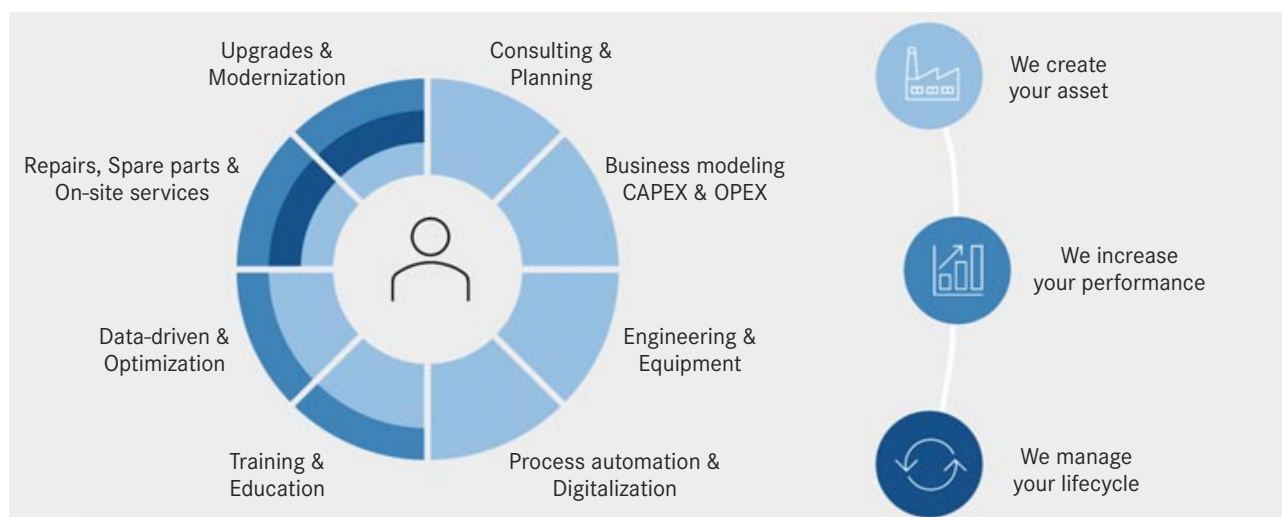 Upgrades &
Modernization
Consulting &
Planning
Repairs, Spare parts &
On-site services
Business modeling
CAPEX & OPEX
Data-driven &
Optimization
Engineering &
Equipment
Training &
Education
Process automation &
Digitalization
We create
your asset
We increase
your performance
We manage
your lifecycle